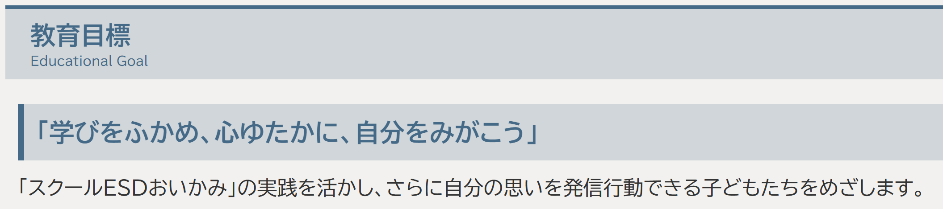 教育目標
Educational Goal
「学びをふかめ、心ゆたかに、自分をみがこう」
「スクールESDおいかみ」の実践を活かし、さらに自分の思いを発信行動できる子どもたちをめざします。